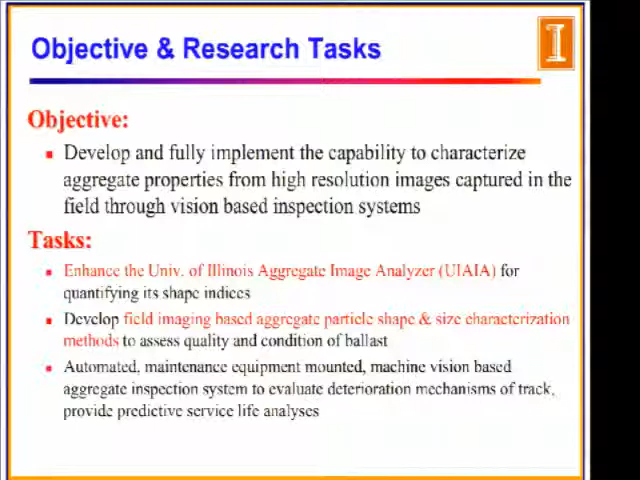 Objective & Research Tasks
I
Objective:
Develop and fully implement the capability to characterize
aggregate properties from high resolution images captured in the
field through vision based inspection systems
Tasks:
Enhance the Univ. of Illinois Aggregate Image Analyzer (UIAIA) for
quantifying its shape indices
Develop field imaging based aggregate particle shape & size characterization
methods to assess quality and condition of ballast
Automated, maintenance equipment mounted, machine vision based
aggregate inspection system to evaluate deterioration mechanisms of track,
provide predictive service life analyses